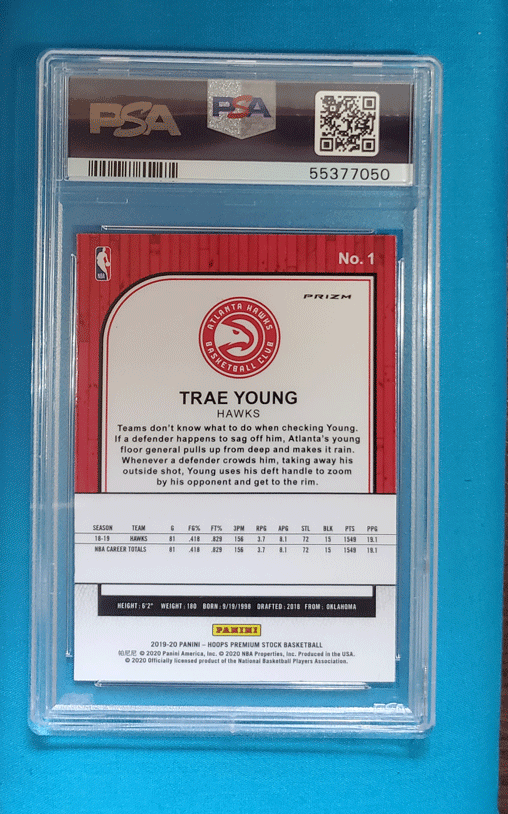 PSA
PSA
55377050
NBA
No. 1
PRIZM
ATLANTA HAWKS
BASKETBALL CLUB
TRAE YOUNG
HAWKS
Teams don't know what to do when checking Young.
If a defender happens to sag off him, Atlanta's young
floor general pulls up from deep and makes it rain.
Whenever a defender crowds him, taking away his
outside shot, Young uses his deft handle to zoom
by his opponent and get to the rim.
SEASON TEAM G FG% FT% 3PM RPG APG STL BLK PTS PPG
18-19 HAWKS 81 .418 .829 156 3.7 8.1 72 15 1549 19.1
NBA CAREER TOTALS 81 .418 .829 156 3.7 8.1 72 15 1549 19.1
HEIGHT: 6'2" WEIGHT: 180 BORN: 9/19/1998 DRAFTED: 2018 FROM: OKLAHOMA
PANINI
2019-20 PANINI – HOOPS PREMIUM STOCK BASKETBALL
帕尼尼 © 2020 Panini America, Inc. © 2020 NBA Properties, Inc. Produced in the USA.
© 2020 Officially licensed product of the National Basketball Players Association.
PSA